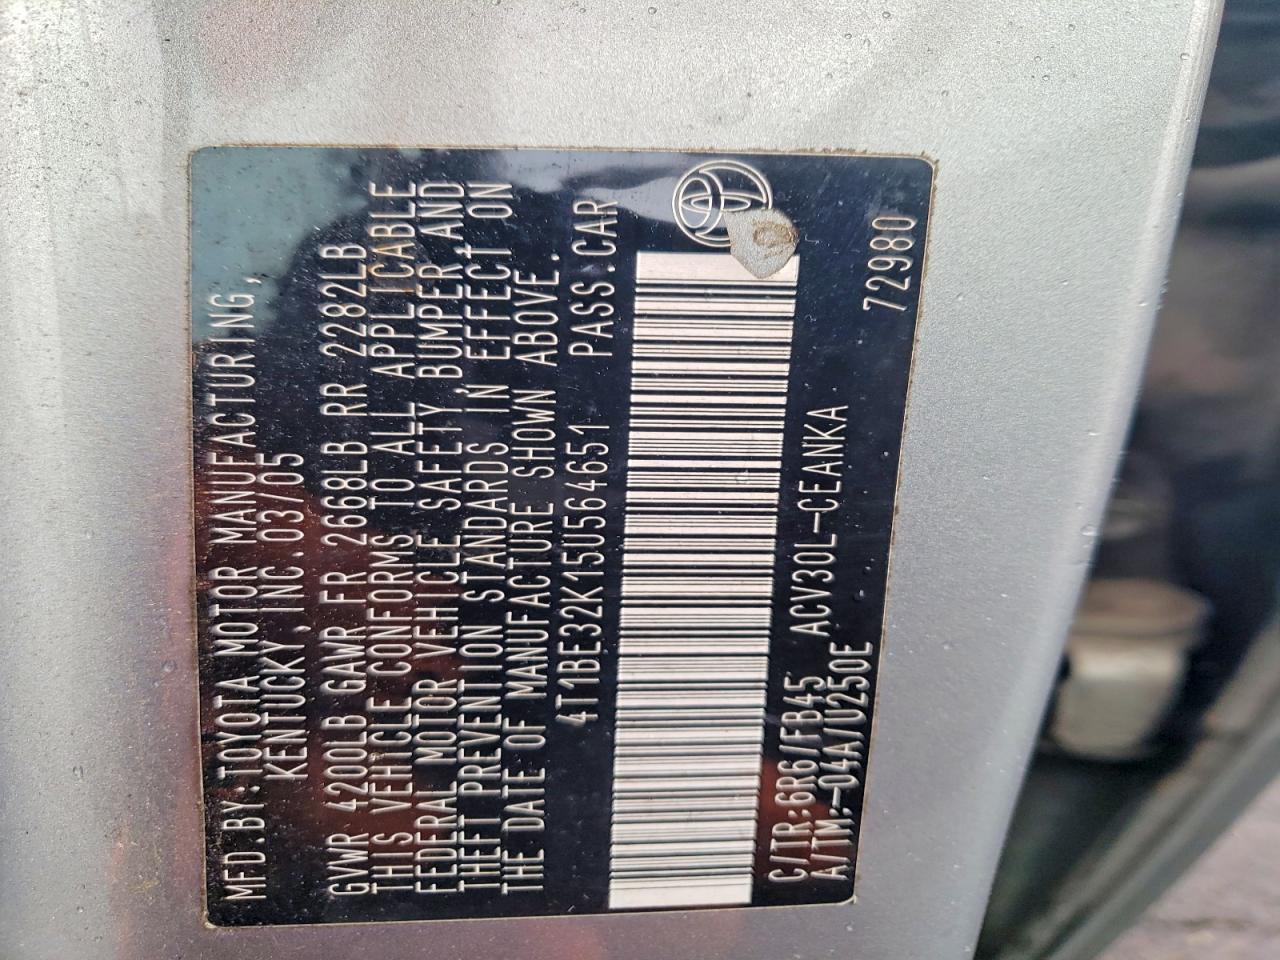 MFD.BY:TOYOTA MOTOR MANUFACTURING,
KENTUCKY,INC.03/05
GVWR 4200LB GAWR FR 2668LB RR 2282LB
THIS VEHICLE CONFORMS TO ALL APPLICABLE
FEDERAL MOTOR VEHICLE SAFETY,BUMPER AND
THEFT PREVENTION STANDARDS IN EFFECT ON
THE DATE OF MANUFACTURE SHOWN ABOVE.
4T1BE32K15U564651 PASS.CAR
C/TR:6R6/FB45 ACV30L-CEANKA
A/TM:-04A/U250E 72980